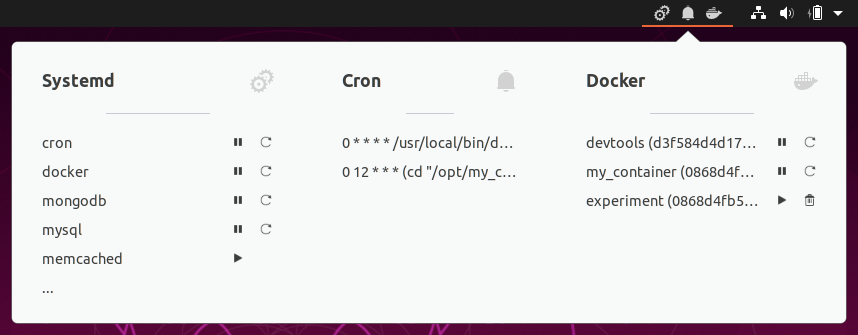 Systemd
cron
docker
mongodb
mysql
memcached
...
Cron
0 * * * * /usr/local/bin/d...
0 12 * * * (cd "/opt/my_c...
Docker
devtools (d3f584d4d17...
my_container (0868d4f...
experiment (0868d4fb5...